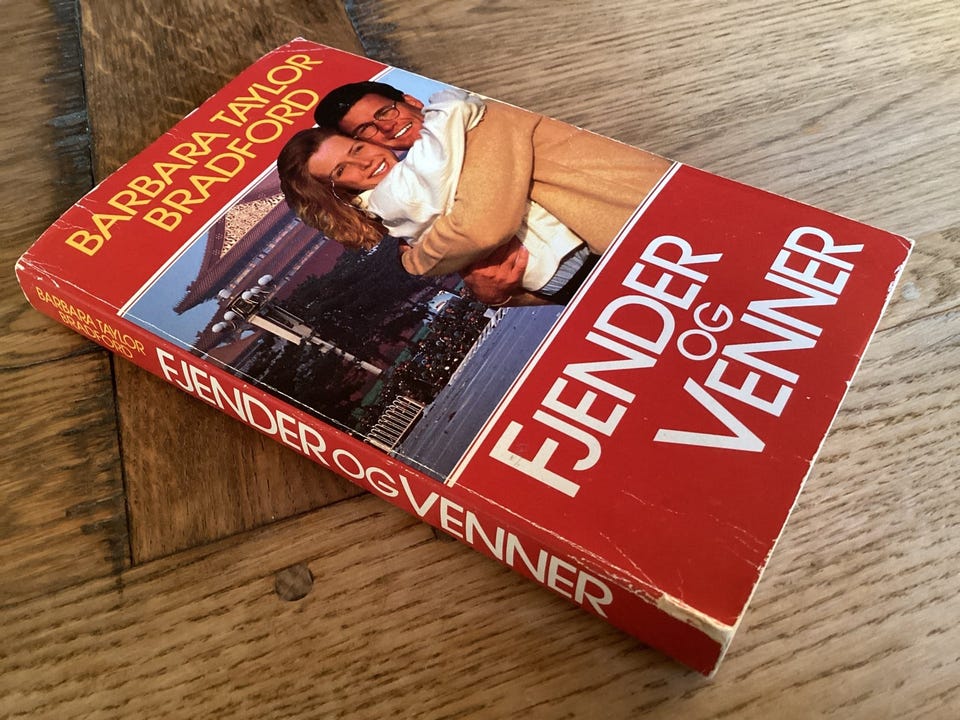 BARBARA TAYLOR
BRADFORD
FJENDER
OG
VENNER
BARBARA TAYLOR
BRADFORD
FJENDER OG VENNER